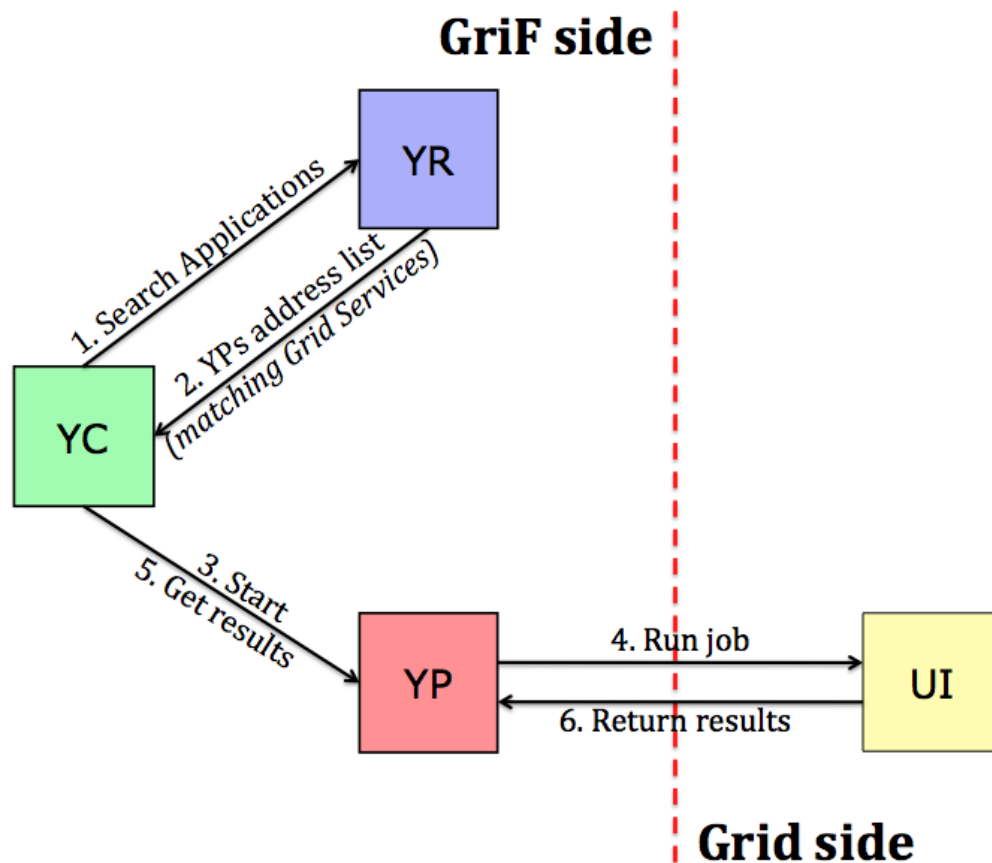 GriF side
YR
1. Search Applications
2. YPs address list
(matching Grid Services)
YC
3. Start
5. Get results
YP
4. Run job
6. Return results
UI
Grid side